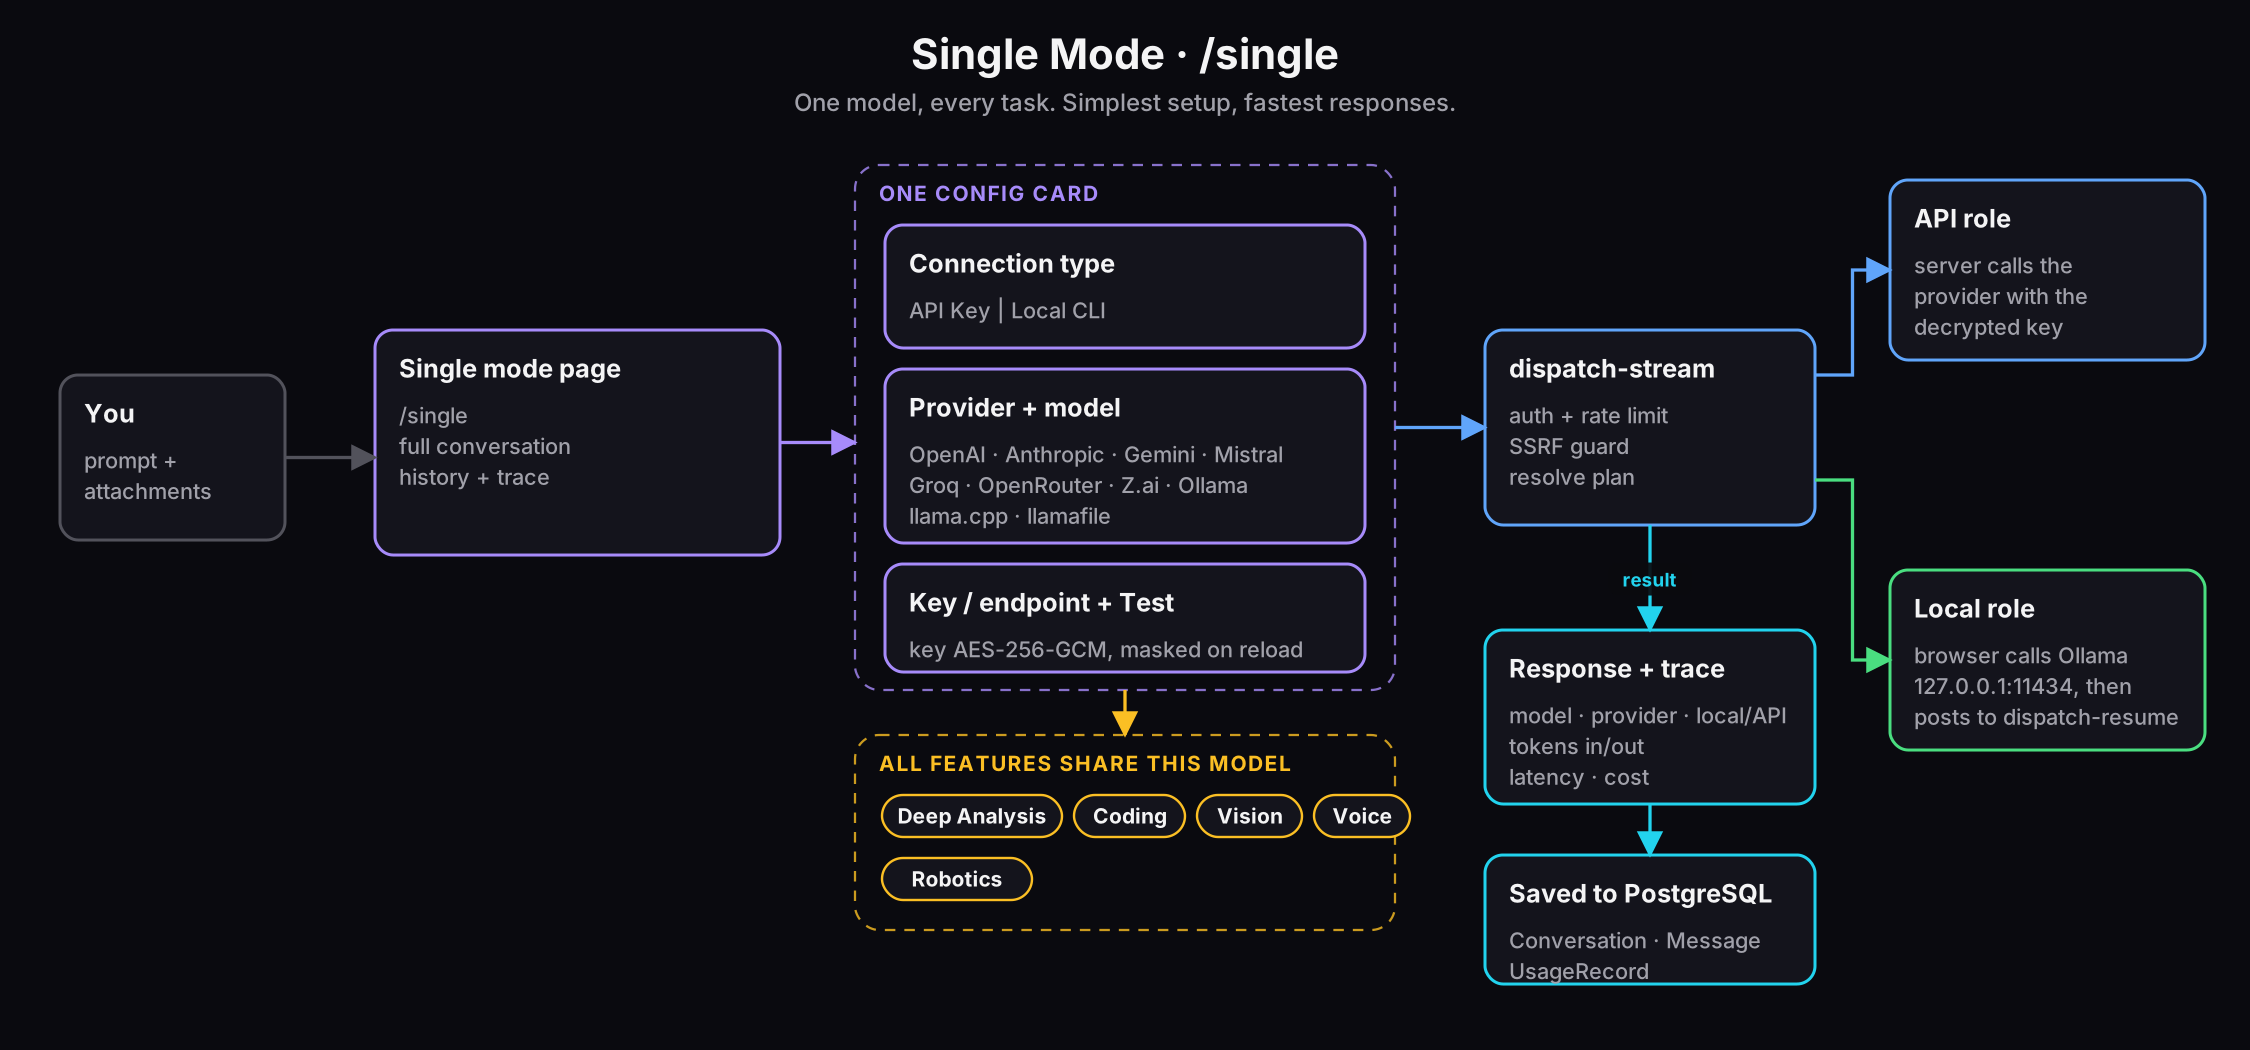 Single Mode · /single
One model, every task. Simplest setup, fastest responses.
You
prompt +
attachments
Single mode page
/single
full conversation
history + trace
ONE CONFIG CARD
Connection type
API Key | Local CLI
Provider + model
OpenAI · Anthropic · Gemini · Mistral
Groq · OpenRouter · Z.ai · Ollama
llama.cpp · llamafile
Key / endpoint + Test
key AES-256-GCM, masked on reload
ALL FEATURES SHARE THIS MODEL
Deep Analysis
Coding
Vision
Voice
Robotics
dispatch-stream
auth + rate limit
SSRF guard
resolve plan
result
Response + trace
model · provider · local/API
tokens in/out
latency · cost
Saved to PostgreSQL
Conversation · Message
UsageRecord
API role
server calls the
provider with the
decrypted key
Local role
browser calls Ollama
127.0.0.1:11434, then
posts to dispatch-resume